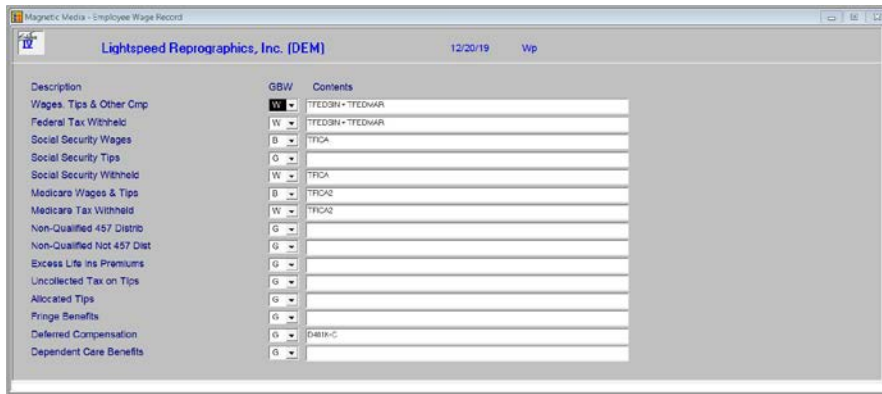 Magnetic Media - Employee Wage Record
IV
Lightspeed Reprographics, Inc. (DEM) 12/20/19 Wp
Description GBW Contents
Wages, Tips & Other Cmp W TFEDSIN+TFEDMAR
Federal Tax Withheld W TFEDSIN+TFEDMAR
Social Security Wages B TFICA
Social Security Tips G
Social Security Withheld W TFICA
Medicare Wages & Tips B TFICA2
Medicare Tax Withheld W TFICA2
Non-Qualified 457 Distrib G
Non-Qualified Not 457 Dist G
Excess Life Ins Premiums G
Uncollected Tax on Tips G
Allocated Tips G
Fringe Benefits G
Deferred Compensation G D401K-C
Dependent Care Benefits G